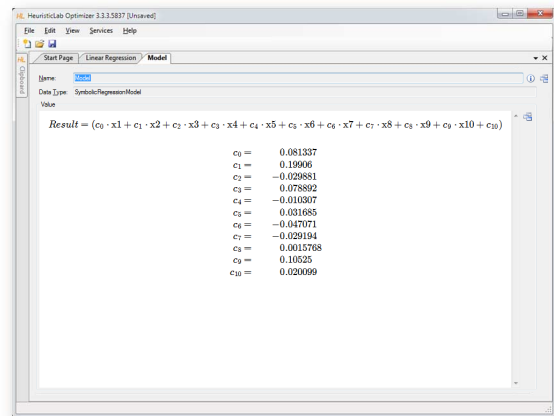 HL HeuristicLab Optimizer 3.3.3.5837 [Unsaved]
File Edit View Services Help
Start Page Linear Regression Model
Clipboard
Name: Model
Data Type: SymbolicRegressionModel
Value
Result = (c₀ · x1 + c₁ · x2 + c₂ · x3 + c₃ · x4 + c₄ · x5 + c₅ · x6 + c₆ · x7 + c₇ · x8 + c₈ · x9 + c₉ · x10 + c₁₀)
c₀ = 0.081337
c₁ = 0.19906
c₂ = −0.029881
c₃ = 0.078892
c₄ = −0.010307
c₅ = 0.031685
c₆ = −0.047071
c₇ = −0.029194
c₈ = 0.0015768
c₉ = 0.10525
c₁₀ = 0.020099